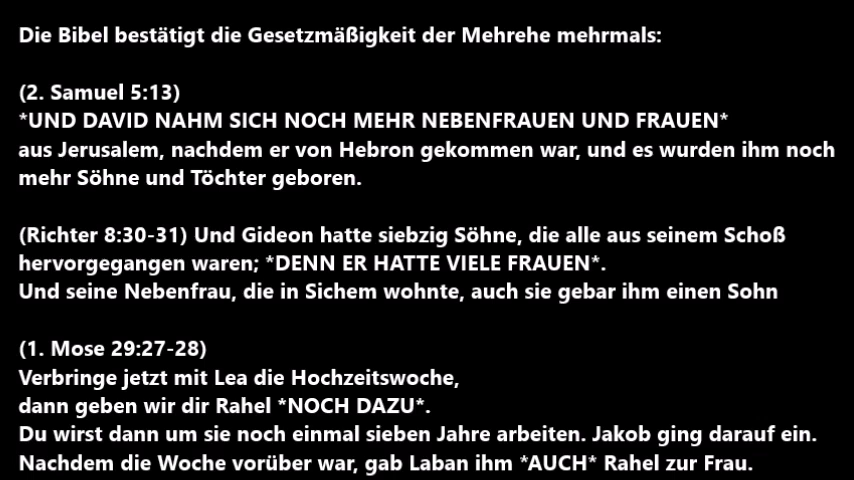 Die Bibel bestätigt die Gesetzmäßigkeit der Mehrehe mehrmals:
(2. Samuel 5:13)
*UND DAVID NAHM SICH NOCH MEHR NEBENFRAUEN UND FRAUEN*
aus Jerusalem, nachdem er von Hebron gekommen war, und es wurden ihm noch
mehr Söhne und Töchter geboren.
(Richter 8:30-31) Und Gideon hatte siebzig Söhne, die alle aus seinem Schoß
hervorgegangen waren; *DENN ER HATTE VIELE FRAUEN*.
Und seine Nebenfrau, die in Sichem wohnte, auch sie gebar ihm einen Sohn
(1. Mose 29:27-28)
Verbringe jetzt mit Lea die Hochzeitswoche,
dann geben wir dir Rahel *NOCH DAZU*.
Du wirst dann um sie noch einmal sieben Jahre arbeiten. Jakob ging darauf ein.
Nachdem die Woche vorüber war, gab Laban ihm *AUCH* Rahel zur Frau.